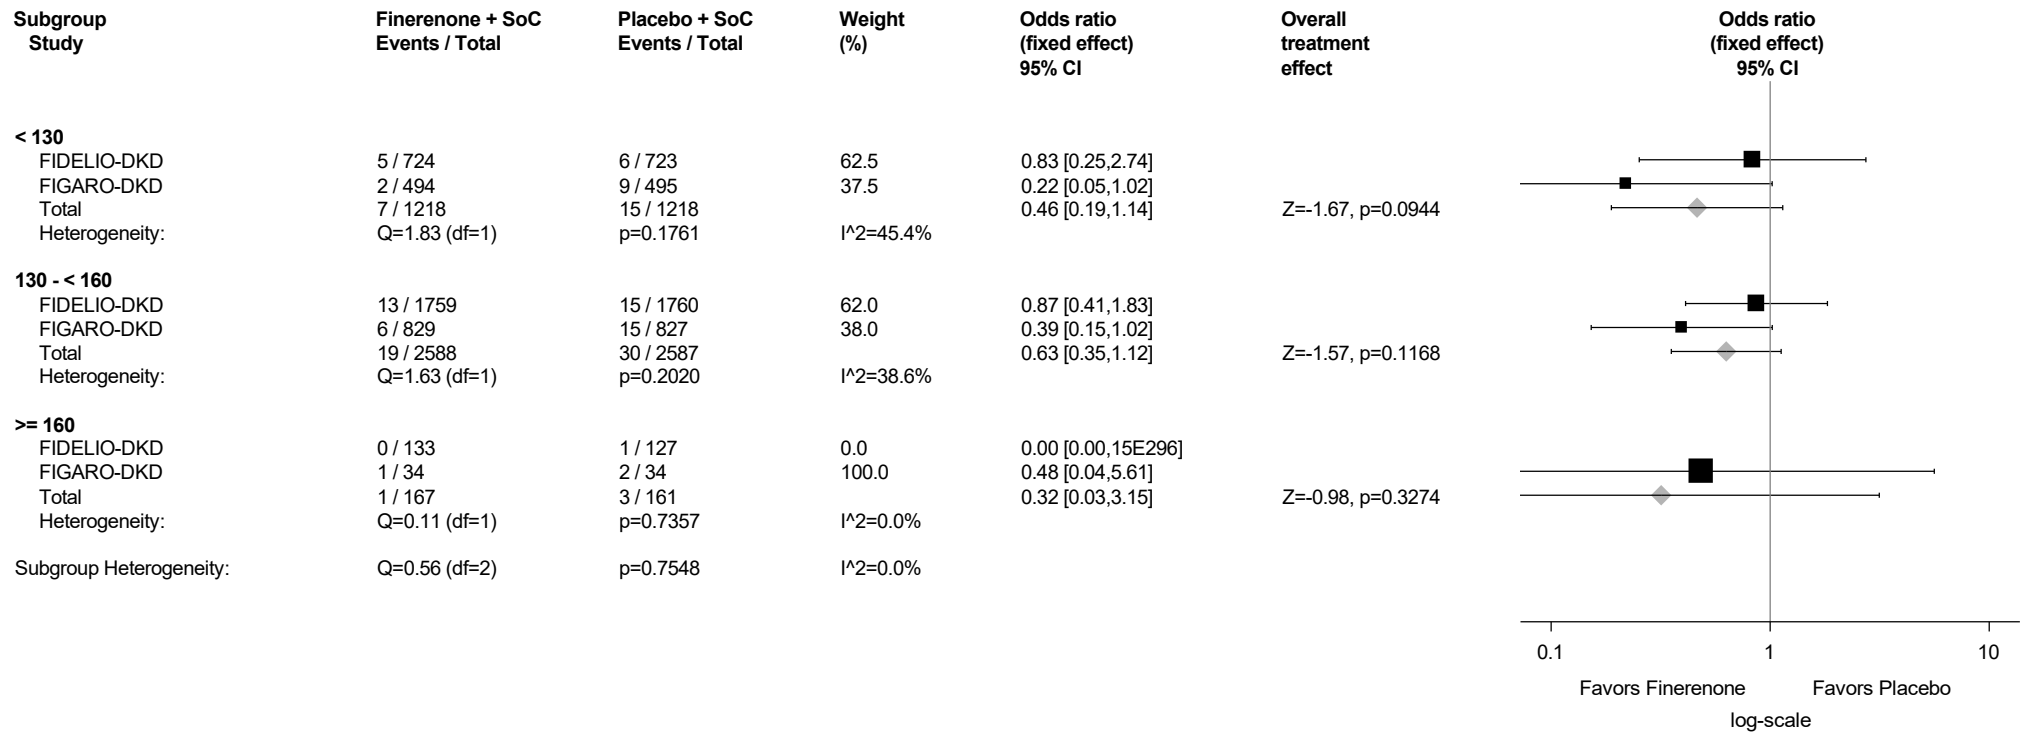 Subgroup Finerenone + SoC Placebo + SoC Weight Odds ratio Overall Odds ratio
Study Events / Total Events / Total (%) (fixed effect) treatment (fixed effect)
95% CI effect 95% CI
< 130
FIDELIO-DKD 5 / 724 6 / 723 62.5 0.83 [0.25,2.74]
FIGARO-DKD 2 / 494 9 / 495 37.5 0.22 [0.05,1.02]
Total 7 / 1218 15 / 1218 0.46 [0.19,1.14] Z=-1.67, p=0.0944
Heterogeneity: Q=1.83 (df=1) p=0.1761 I^2=45.4%
130 - < 160
FIDELIO-DKD 13 / 1759 15 / 1760 62.0 0.87 [0.41,1.83]
FIGARO-DKD 6 / 829 15 / 827 38.0 0.39 [0.15,1.02]
Total 19 / 2588 30 / 2587 0.63 [0.35,1.12] Z=-1.57, p=0.1168
Heterogeneity: Q=1.63 (df=1) p=0.2020 I^2=38.6%
>= 160
FIDELIO-DKD 0 / 133 1 / 127 0.0 0.00 [0.00,15E296]
FIGARO-DKD 1 / 34 2 / 34 100.0 0.48 [0.04,5.61]
Total 1 / 167 3 / 161 0.32 [0.03,3.15] Z=-0.98, p=0.3274
Heterogeneity: Q=0.11 (df=1) p=0.7357 I^2=0.0%
Subgroup Heterogeneity: Q=0.56 (df=2) p=0.7548 I^2=0.0%
0.1 1 10
Favors Finerenone Favors Placebo
log-scale